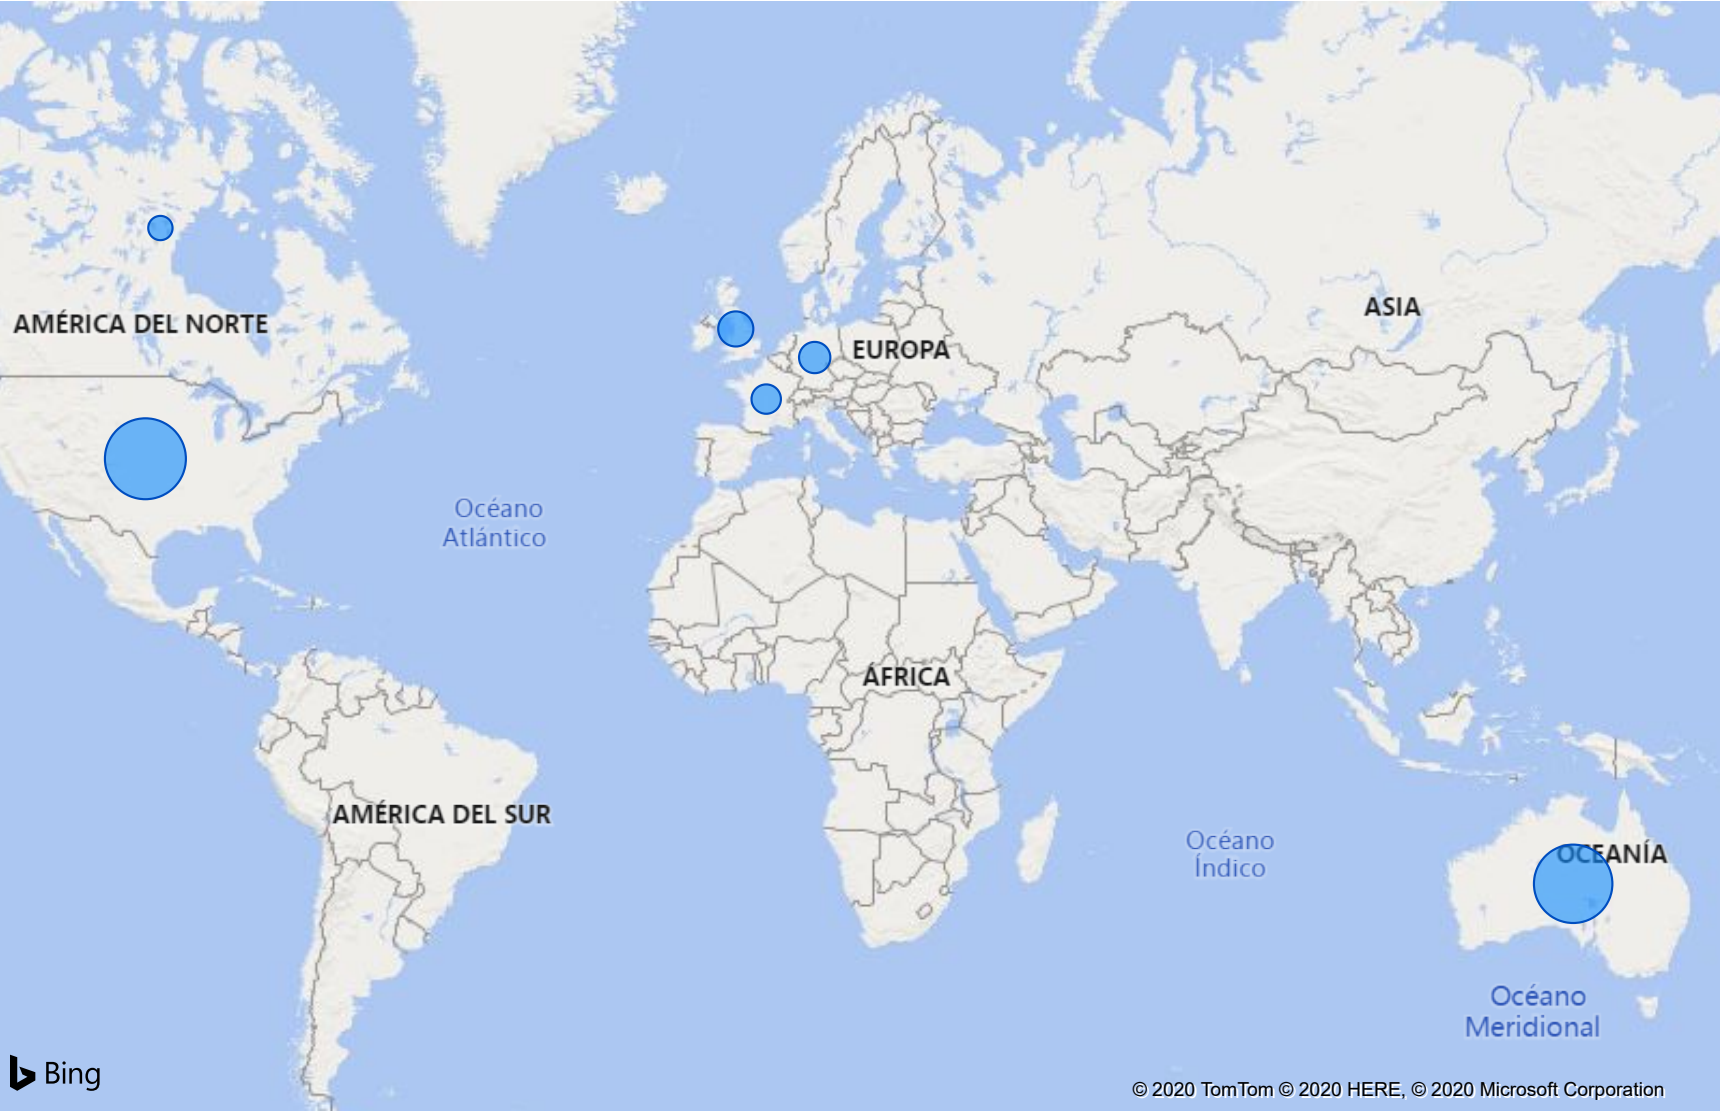 ASIA
AMÉRICA DEL NORTE
EUROPA
Océano
Atlántico
ÁFRICA
AMÉRICA DEL SUR
Océano
Índico
OCEANÍA
Océano
Meridional
Bing
© 2020 TomTom © 2020 HERE, © 2020 Microsoft Corporation